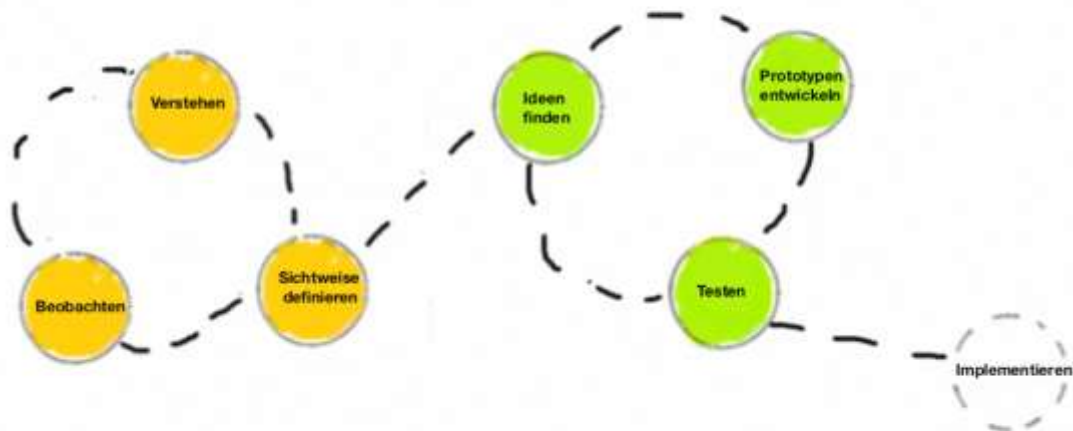 Verstehen
Beobachten
Sichtweise
definieren
Ideen
finden
Prototypen
entwickeln
Testen
Implementieren